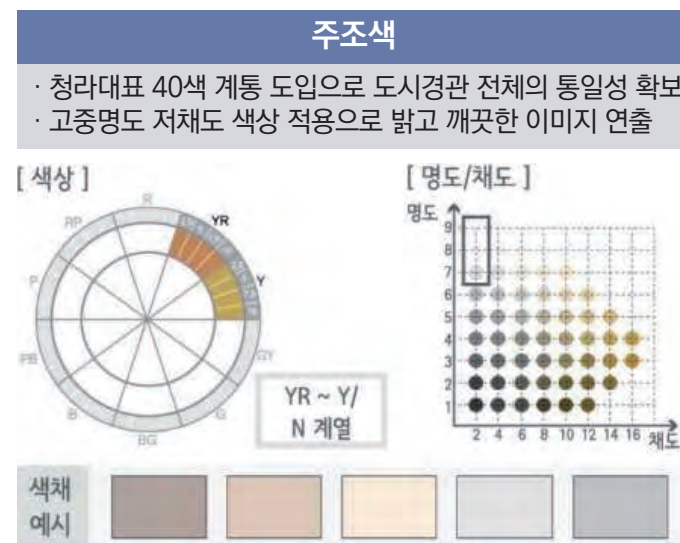 주조색
· 청라대표 40색 계통 도입으로 도시경관 전체의 통일성 확보
· 고중명도 저채도 색상 적용으로 밝고 깨끗한 이미지 연출
[ 색상 ]
R
RP
YR
P
Y
PB
GY
B
G
BG
YR ~ Y/
N 계열
[ 명도/채도 ]
명도
9
8
7
6
5
4
3
2
1
2 4 6 8 10 12 14 16 채도
색채
예시